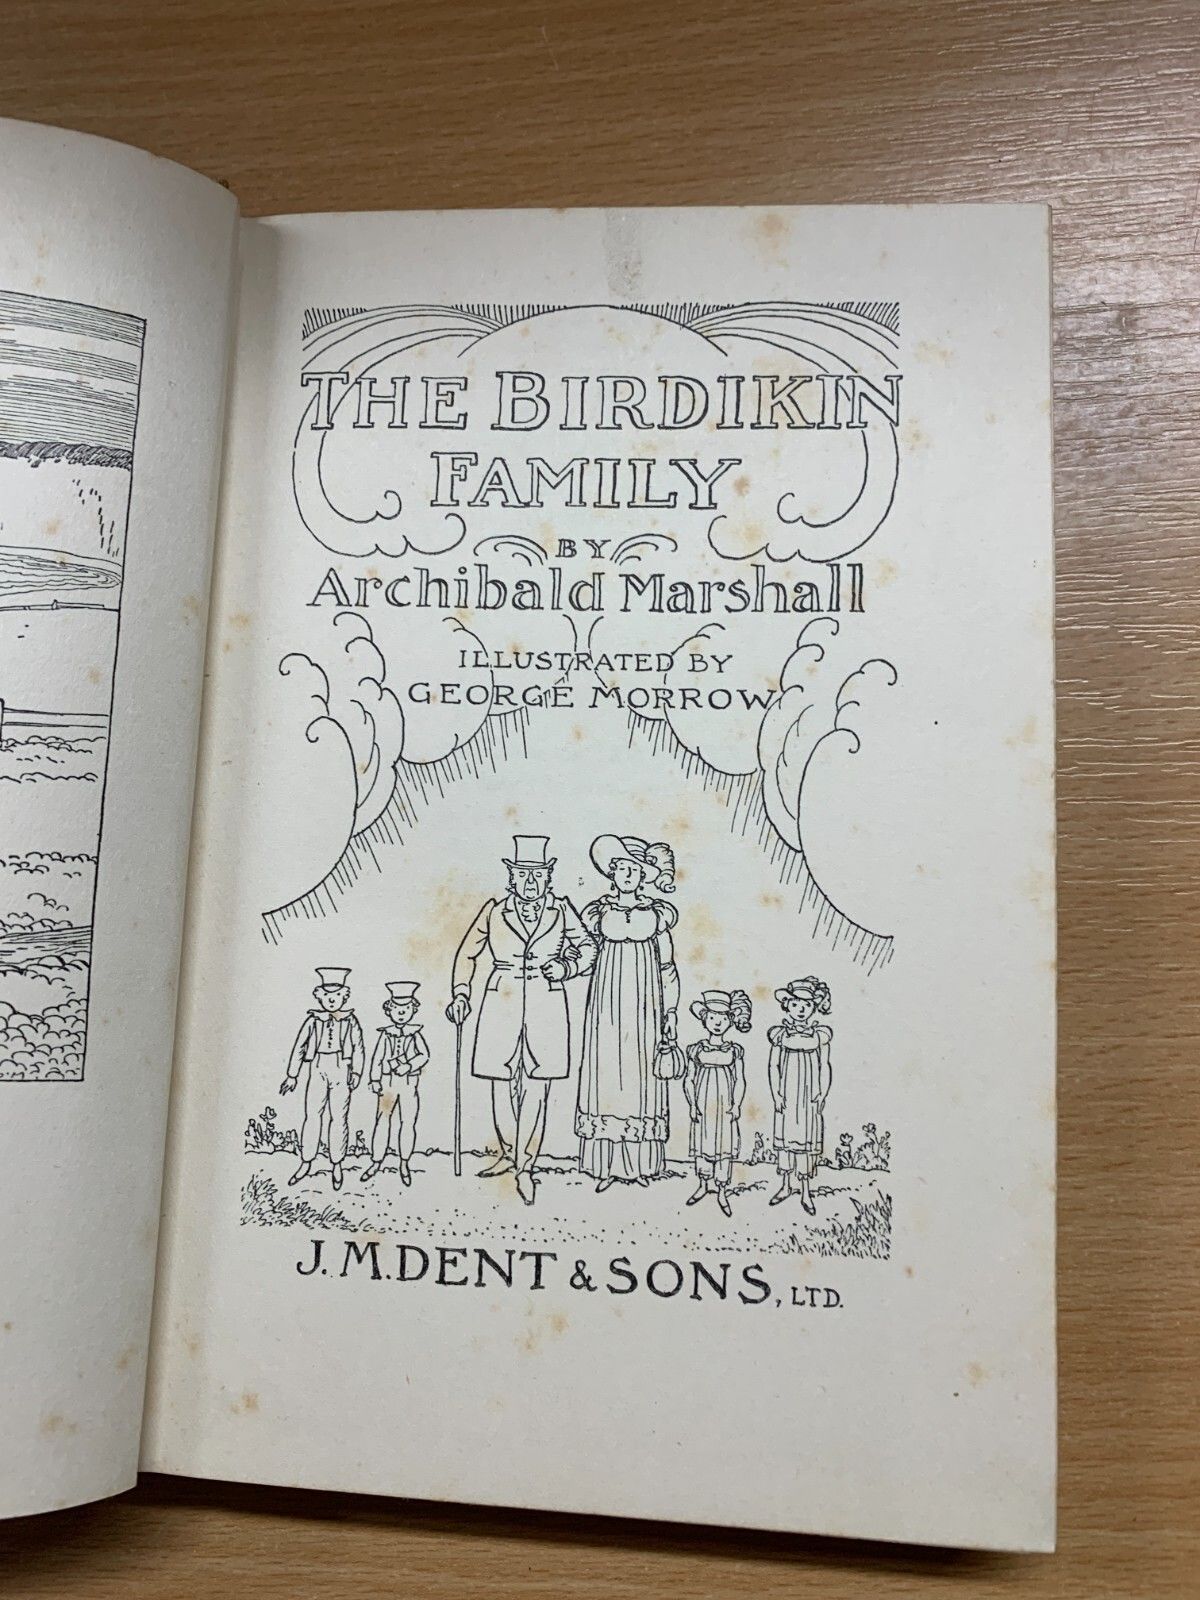 THE BIRDIKIN
FAMILY
BY
Archibald Marshall
ILLUSTRATED BY
GEORGE MORROW
J. M. DENT & SONS, LTD.